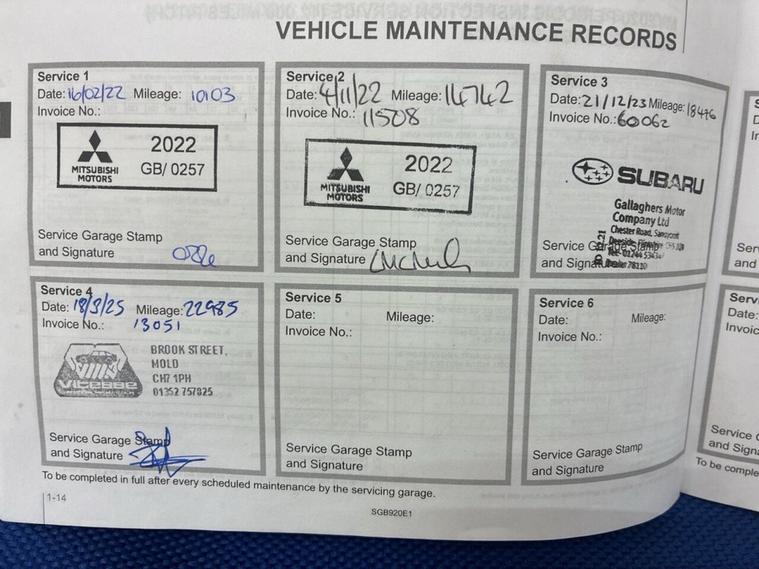 VEHICLE MAINTENANCE RECORDS
Service 1
Date: 16/02/22 Mileage: 10103
Invoice No.:
2022
GB/ 0257
MITSUBISHI
MOTORS
Service Garage Stamp
and Signature
Service 2
Date: 4/11/22 Mileage: 14742
Invoice No.: 11508
2022
GB/ 0257
MITSUBISHI
MOTORS
Service Garage Stamp
and Signature
Service 3
Date: 21/12/23 Mileage: 18476
Invoice No.: 60062
SUBARU
Gallaghers Motor
Company Ltd
Chester Road,
Service Garage Stamp
and Signature
Service 4
Date: 18/3/25 Mileage: 22985
Invoice No.: 13051
Vitesse
BROOK STREET,
MOLD
CH7 1PH
01352 757825
Service Garage Stamp
and Signature
Service 5
Date: Mileage:
Invoice No.:
Service Garage Stamp
and Signature
Service 6
Date: Mileage:
Invoice No.:
Service Garage Stamp
and Signature
To be completed in full after every scheduled maintenance by the servicing garage.
1-14
SGB920E1